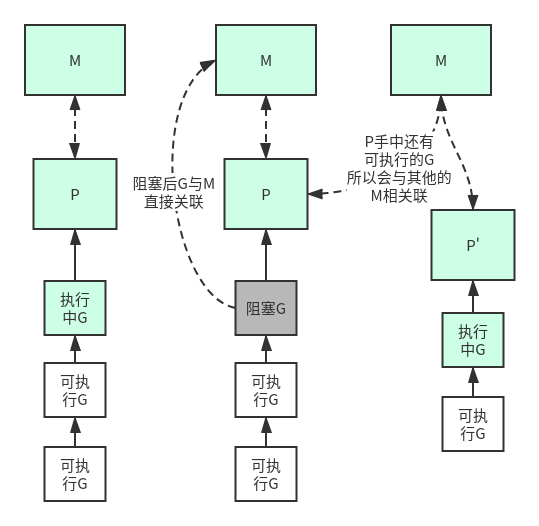 M
P
执行
中G
可执
行G
可执
行G
M
阻塞后G与M
直接关联
P
阻塞G
可执
行G
可执
行G
M
P手中还有
可执行的G
所以会与其他的
M相关联
P'
执行
中G
可执
行G